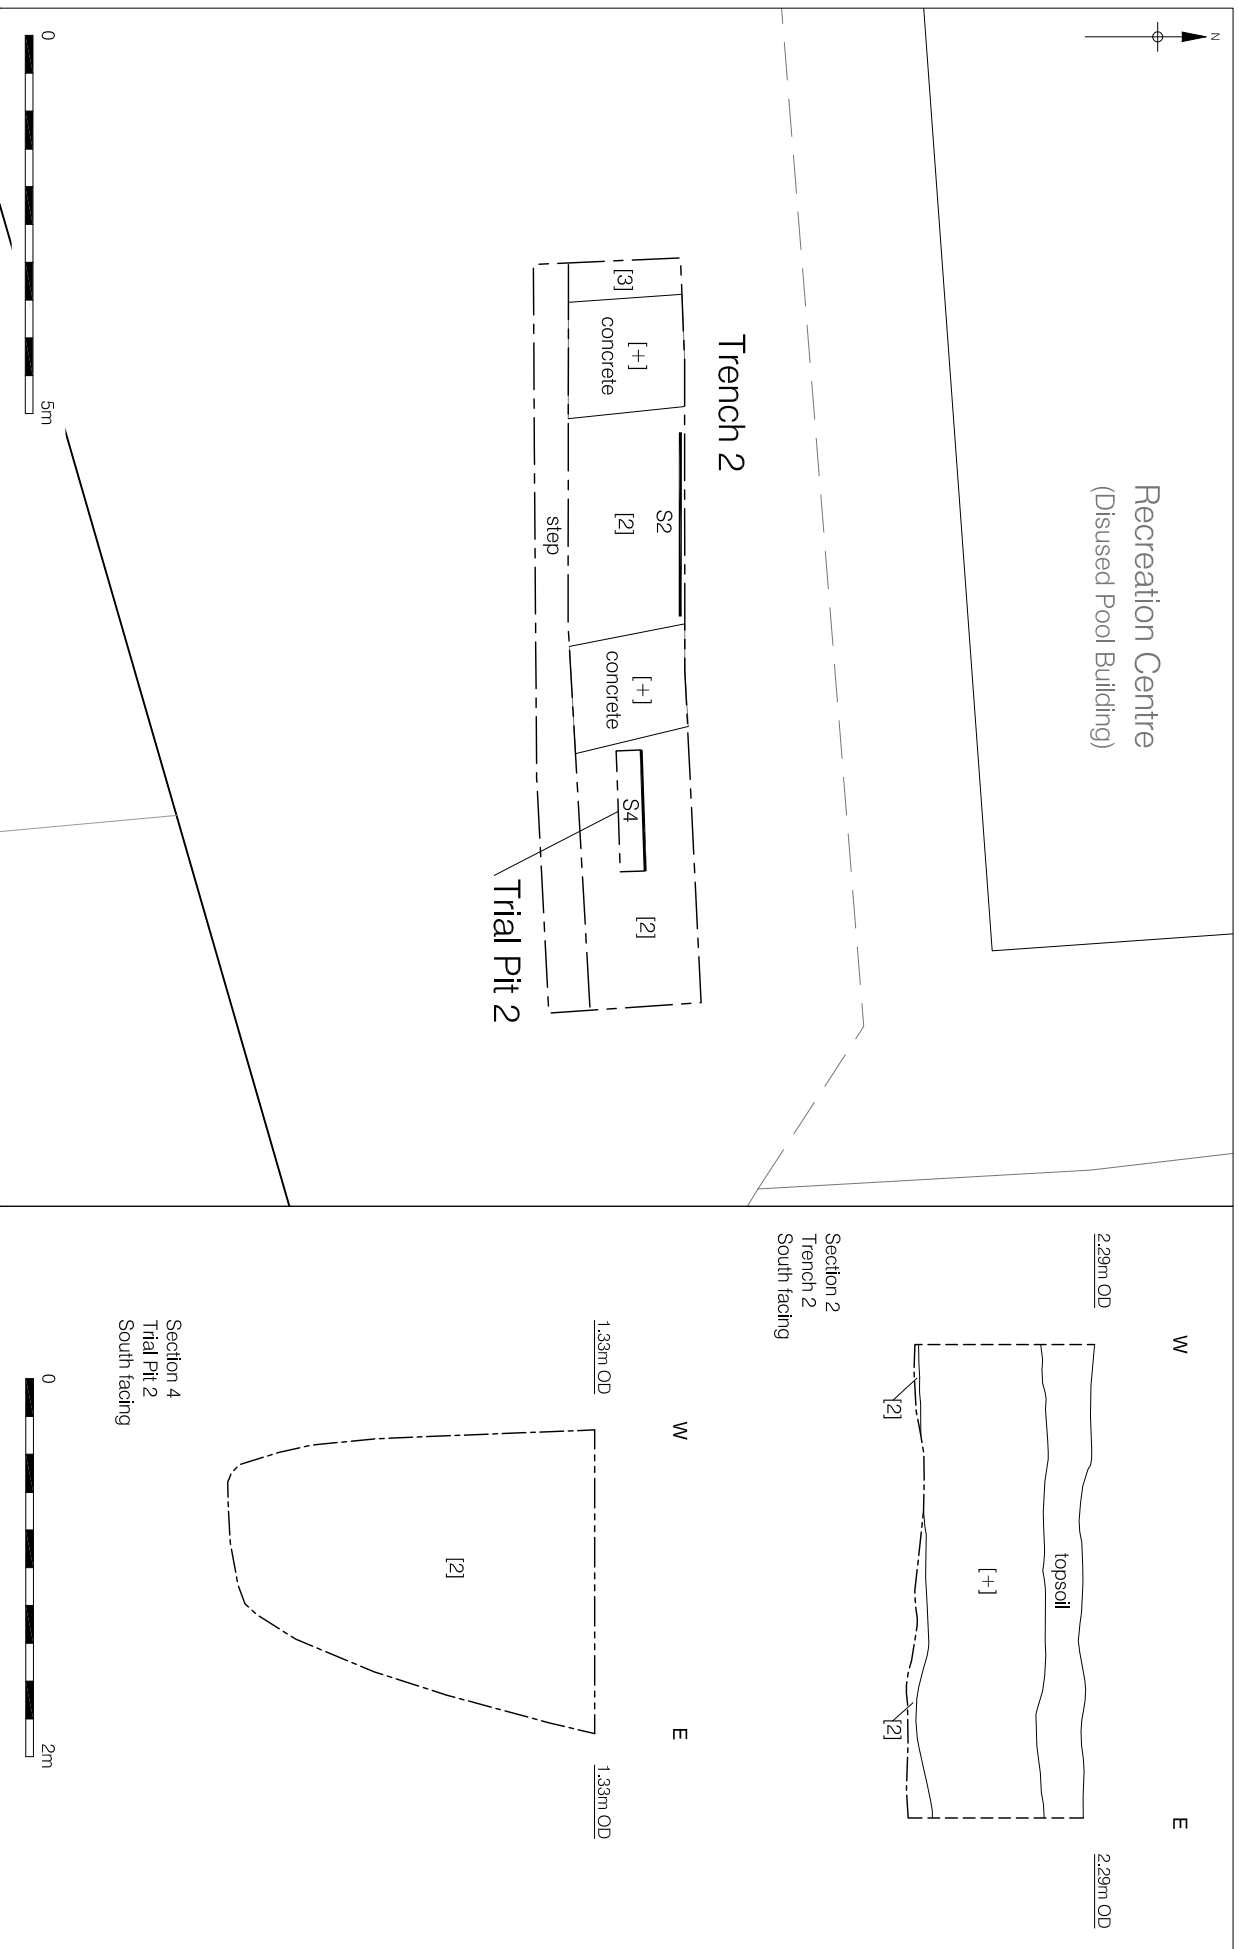 N
Recreation Centre
(Disused Pool Building)
Trench 2
[3]
[+]
concrete
S2
[2]
step
[+]
concrete
S4
[2]
Trial Pit 2
0
5m
W
E
2.29m OD
2.29m OD
topsoil
[+]
[2]
[2]
Section 2
Trench 2
South facing
W
E
1.33m OD
1.33m OD
[2]
Section 4
Trial Pit 2
South facing
0
2m